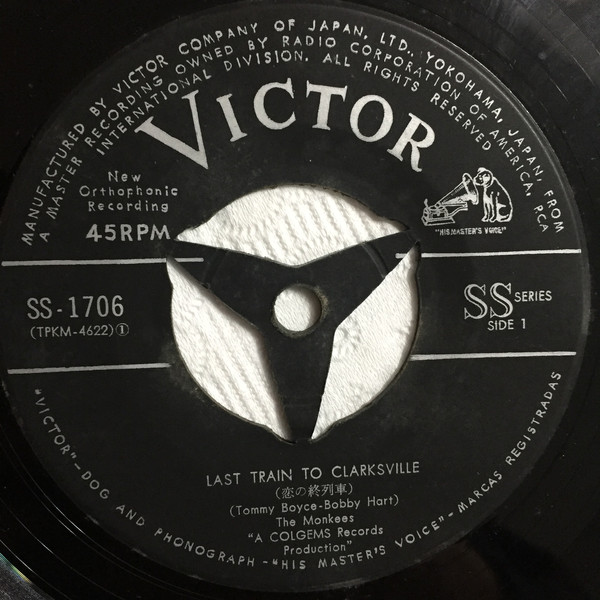 MANUFACTURED BY VICTOR COMPANY OF JAPAN, LTD., YOKOHAMA, JAPAN, FROM
A MASTER RECORDING OWNED BY RADIO CORPORATION OF AMERICA, RCA
INTERNATIONAL DIVISION. ALL RIGHTS RESERVED
VICTOR
New
Orthophonic
Recording
45RPM
"HIS MASTER'S VOICE"
SS-1706
(TPKM-4622)①
SS SERIES
SIDE 1
LAST TRAIN TO CLARKSVILLE
(恋の終列車)
(Tommy Boyce-Bobby Hart)
The Monkees
"A COLGEMS Records
Production"
"VICTOR"-DOG AND PHONOGRAPH-"HIS MASTER'S VOICE"-MARCAS REGISTRADAS